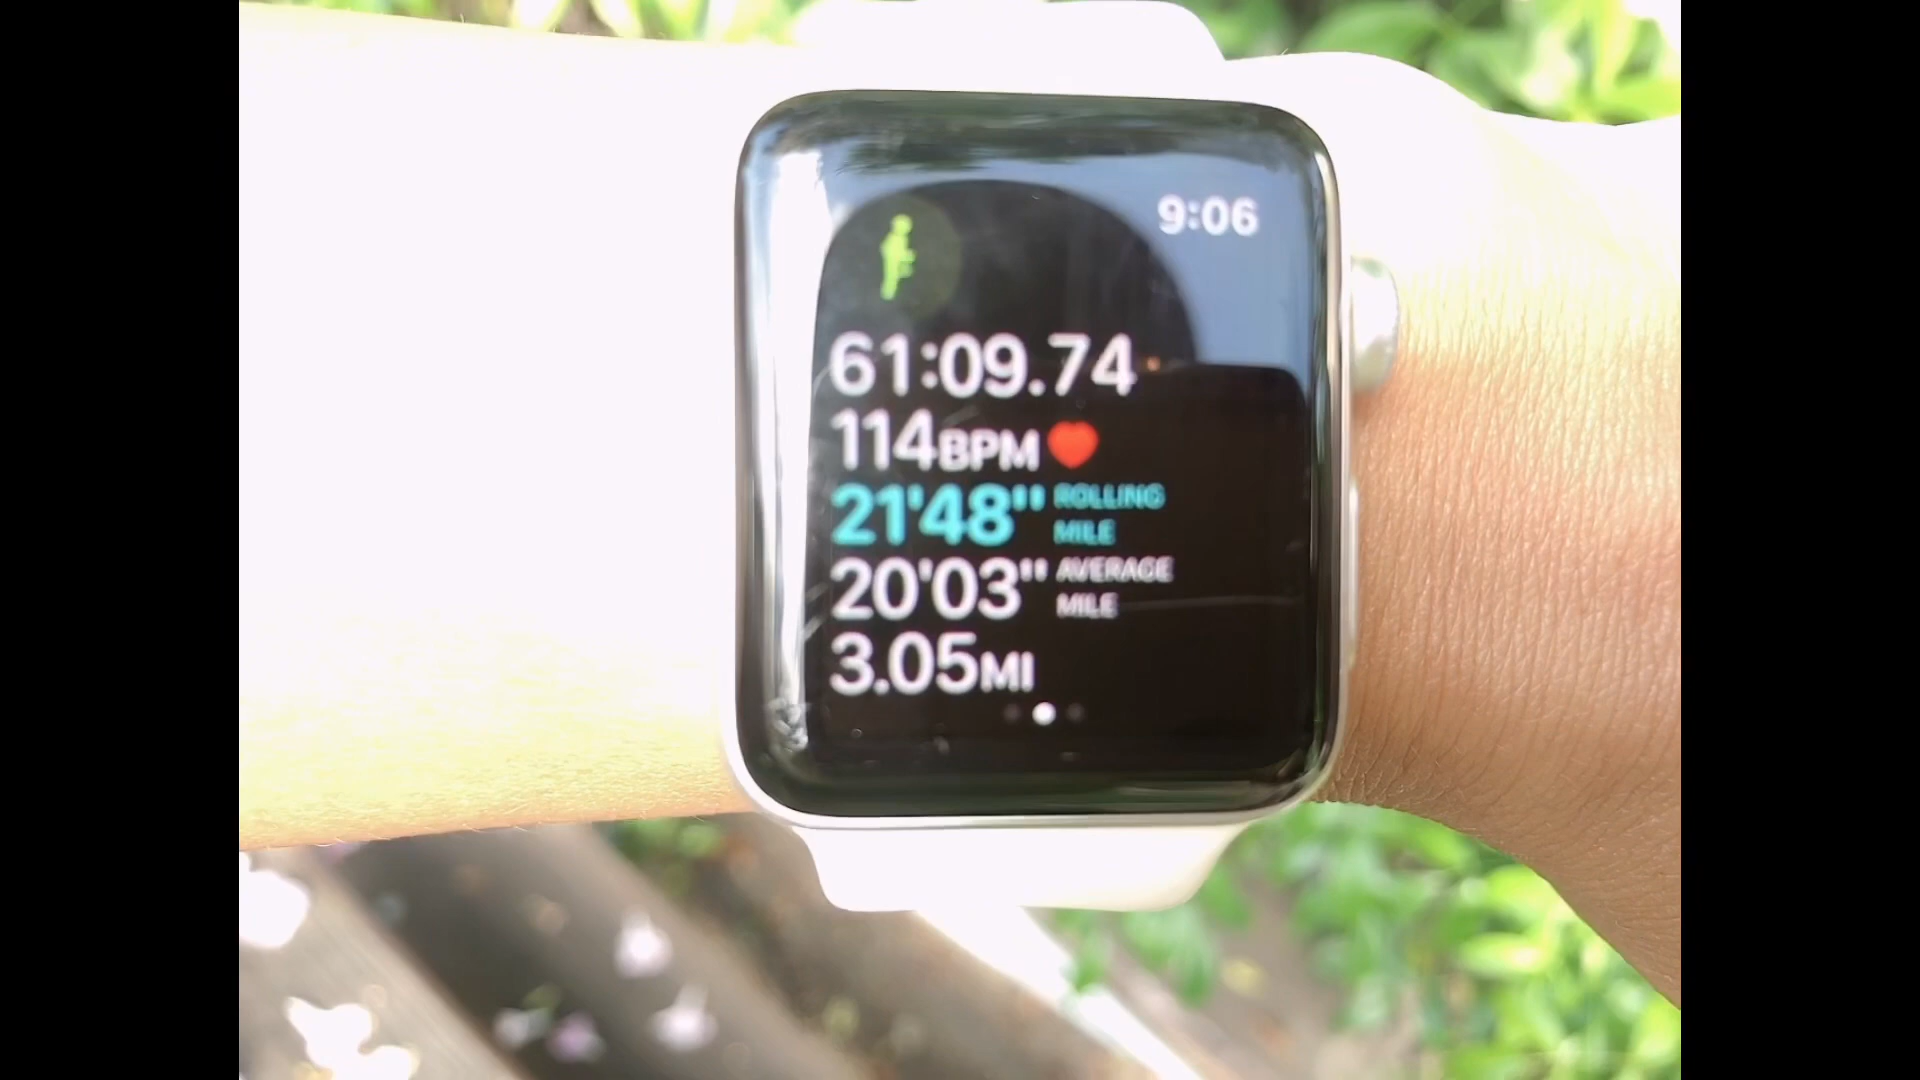 9:06
61:09.74
114BPM
21'48" ROLLING MILE
20'03" AVERAGE MILE
3.05MI